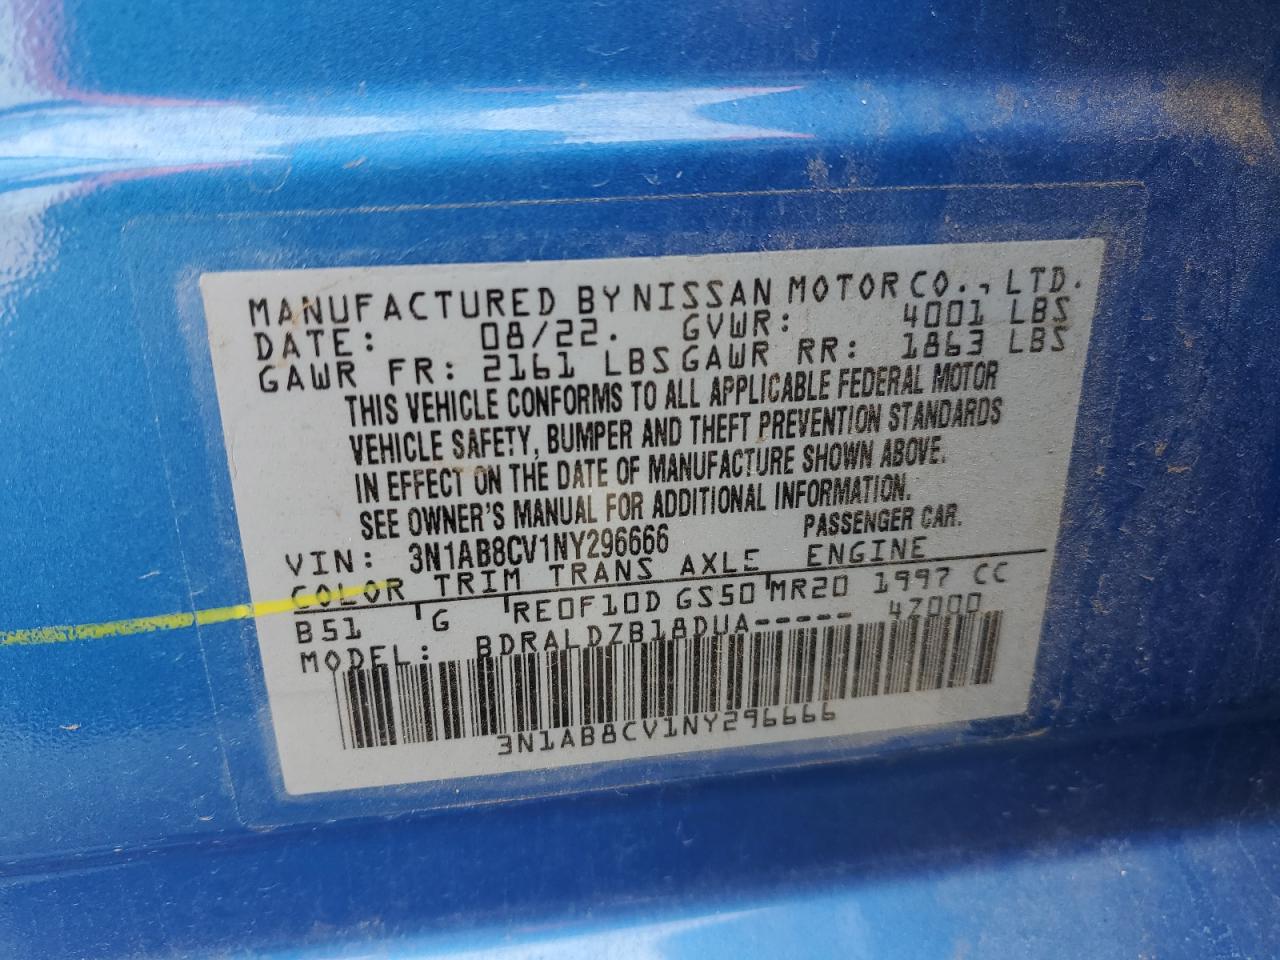 MANUFACTURED BY NISSAN MOTOR CO., LTD.
DATE: 08/22. GVWR: 4001 LBS
GAWR FR: 2161 LBS GAWR RR: 1863 LBS
THIS VEHICLE CONFORMS TO ALL APPLICABLE FEDERAL MOTOR
VEHICLE SAFETY, BUMPER AND THEFT PREVENTION STANDARDS
IN EFFECT ON THE DATE OF MANUFACTURE SHOWN ABOVE.
SEE OWNER'S MANUAL FOR ADDITIONAL INFORMATION.
VIN: 3N1AB8CV1NY296666 PASSENGER CAR.
COLOR TRIM TRANS AXLE ENGINE
B51 G RE0F10D GS50 MR20 1997 CC
MODEL: BDRALDZB18DUA----- 4Z000
3N1AB8CV1NY296666